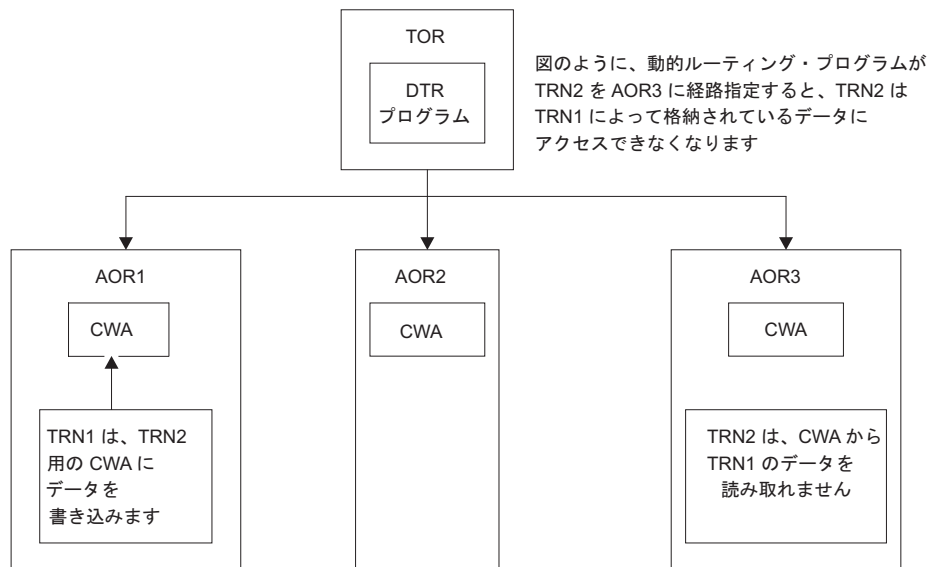 TOR
DTR
プログラム
図のように、動的ルーティング・プログラムが
TRN2 を AOR3 に経路指定すると、TRN2 は
TRN1 によって格納されているデータに
アクセスできなくなります
AOR1
CWA
TRN1 は、TRN2
用の CWA に
データを
書き込みます
AOR2
CWA
AOR3
CWA
TRN2 は、CWA から
TRN1 のデータを
読み取れません